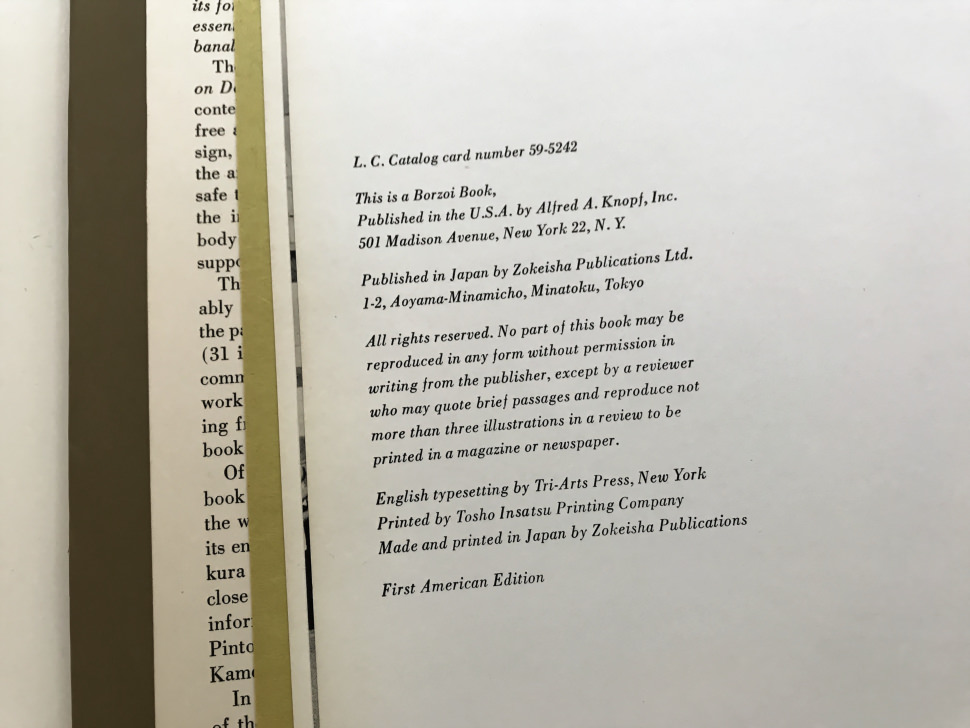 its
essen
banal
Th
on D
conte
free
sign,
the a
safe
the i
body
supp
Th
ably
the p
(31 i
comm
work
ing f
book
Of
book
the w
its en
kura
close
infor
Pinto
Kam
In
of th
L. C. Catalog card number 59-5242
This is a Borzoi Book,
Published in the U.S.A. by Alfred A. Knopf, Inc.
501 Madison Avenue, New York 22, N. Y.
Published in Japan by Zokeisha Publications Ltd.
1-2, Aoyama-Minamicho, Minatoku, Tokyo
All rights reserved. No part of this book may be
reproduced in any form without permission in
writing from the publisher, except by a reviewer
who may quote brief passages and reproduce not
more than three illustrations in a review to be
printed in a magazine or newspaper.
English typesetting by Tri-Arts Press, New York
Printed by Tosho Insatsu Printing Company
Made and printed in Japan by Zokeisha Publications
First American Edition